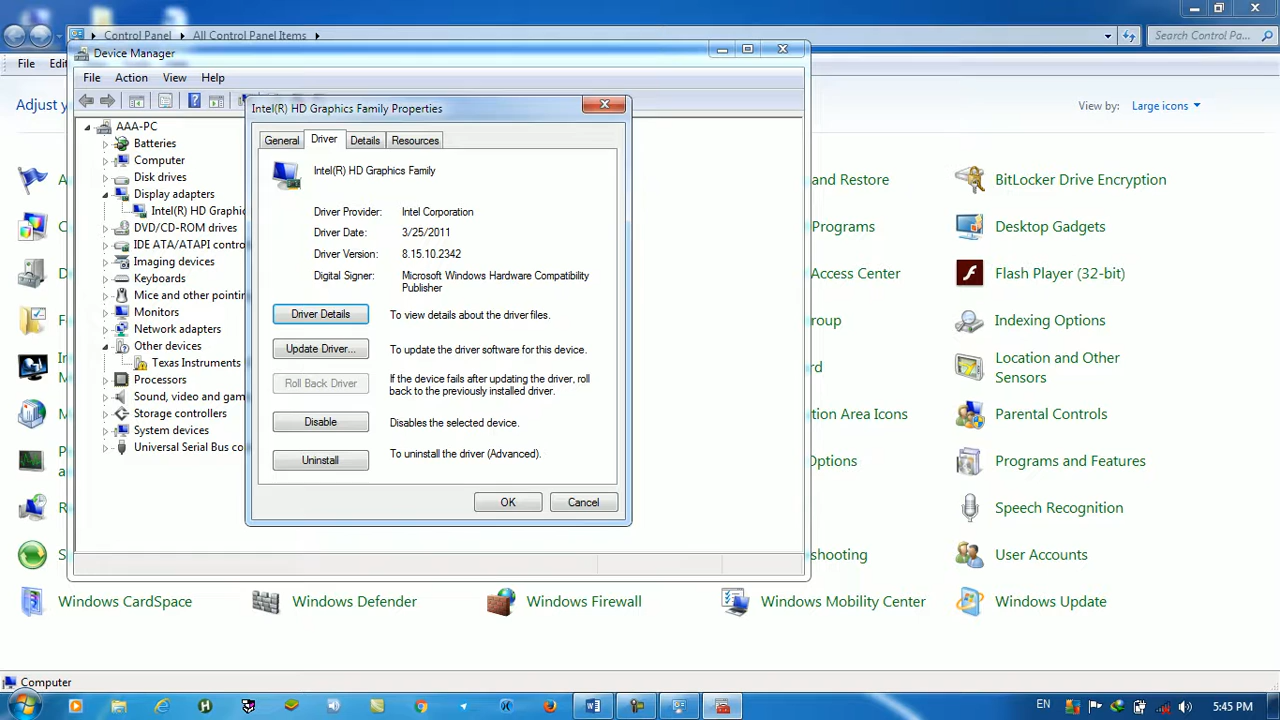 Control Panel
All Control Panel Items
Search Control Pa...
File
Device Manager
File Action View Help
Adjust y
View by: Large icons
AAA-PC
Batteries
Computer
Disk drives
Display adapters
Intel(R) HD Graphic
DVD/CD-ROM drives
IDE ATA/ATAPI contro
Imaging devices
Keyboards
Mice and other pointin
Monitors
Network adapters
Other devices
Texas Instruments
Processors
Sound, video and gam
Storage controllers
System devices
Universal Serial Bus co
Intel(R) HD Graphics Family Properties
General Driver Details Resources
Intel(R) HD Graphics Family
Driver Provider: Intel Corporation
Driver Date: 3/25/2011
Driver Version: 8.15.10.2342
Digital Signer: Microsoft Windows Hardware Compatibility
Publisher
Driver Details To view details about the driver files.
Update Driver... To update the driver software for this device.
Roll Back Driver If the device fails after updating the driver, roll
back to the previously installed driver.
Disable Disables the selected device.
Uninstall To uninstall the driver (Advanced).
OK Cancel
and Restore
BitLocker Drive Encryption
Programs
Desktop Gadgets
Access Center
Flash Player (32-bit)
roup
Indexing Options
rd
Location and Other
Sensors
tion Area Icons
Parental Controls
Options
Programs and Features
Speech Recognition
shooting
User Accounts
Windows CardSpace
Windows Defender
Windows Firewall
Windows Mobility Center
Windows Update
Computer
EN
5:45 PM